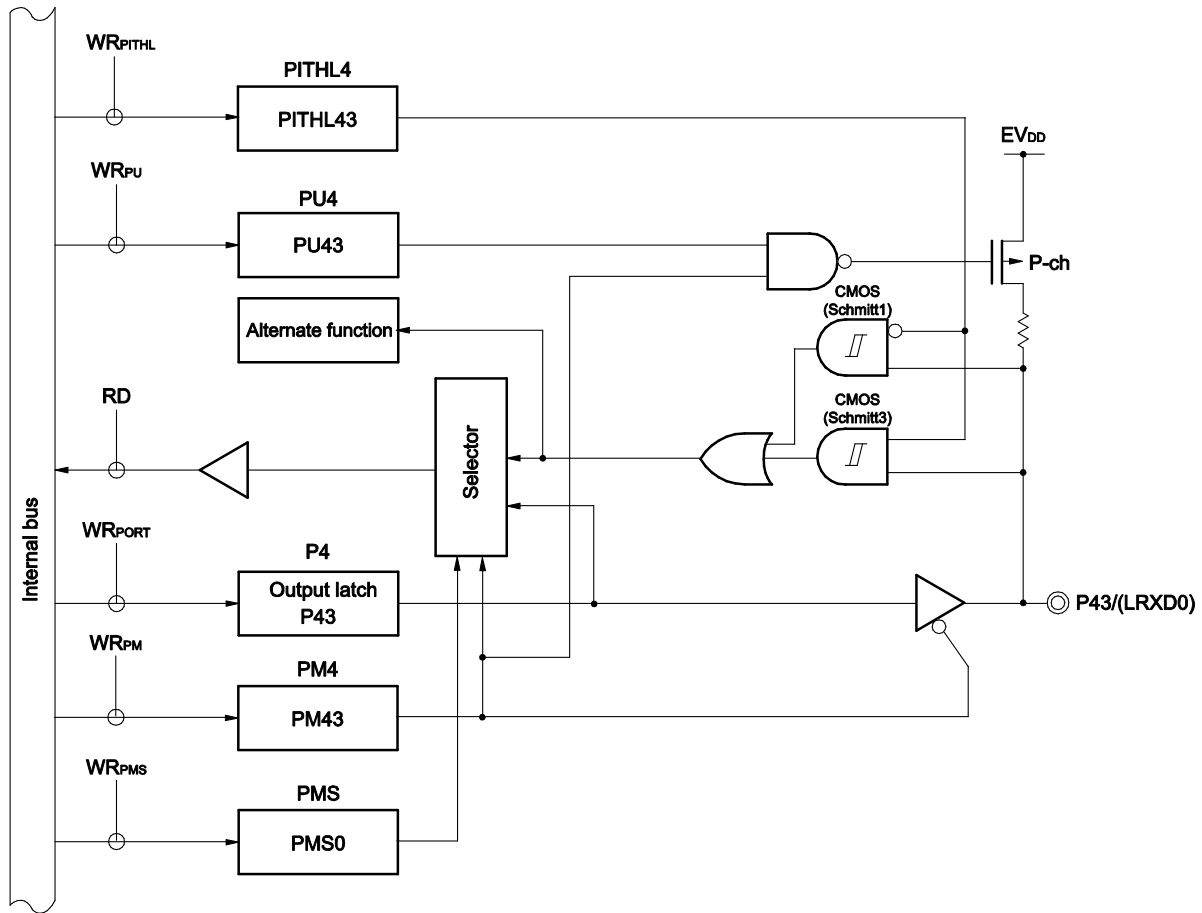 WRPITHL
PITHL4
PITHL43
EVDD
WRPU
PU4
PU43
P-ch
CMOS
(Schmitt1)
Alternate function
RD
CMOS
(Schmitt3)
Selector
Internal bus
WRPORT
P4
Output latch
P43
P43/(LRXD0)
WRPM
PM4
PM43
WRPMS
PMS
PMS0